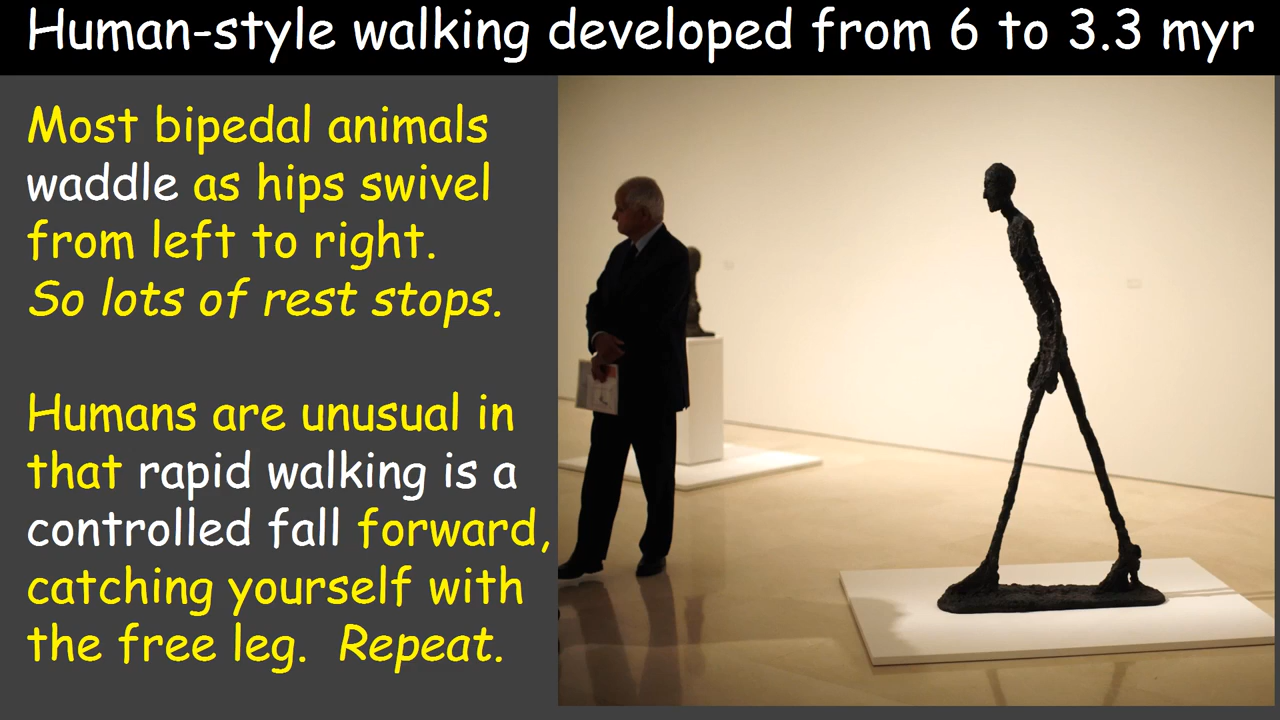 Human-style walking developed from 6 to 3.3 myr
Most bipedal animals
waddle as hips swivel
from left to right.
So lots of rest stops.
Humans are unusual in
that rapid walking is a
controlled fall forward,
catching yourself with
the free leg. Repeat.